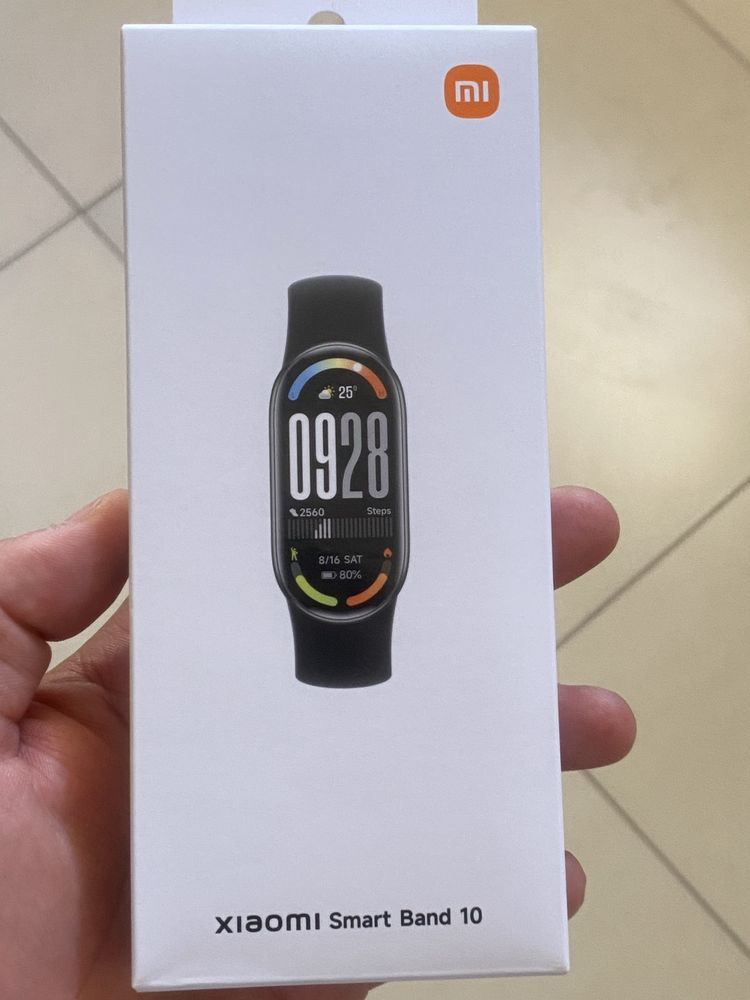 mi
25°
0928
2560 Steps
8/16 SAT
80%
xiaomi Smart Band 10